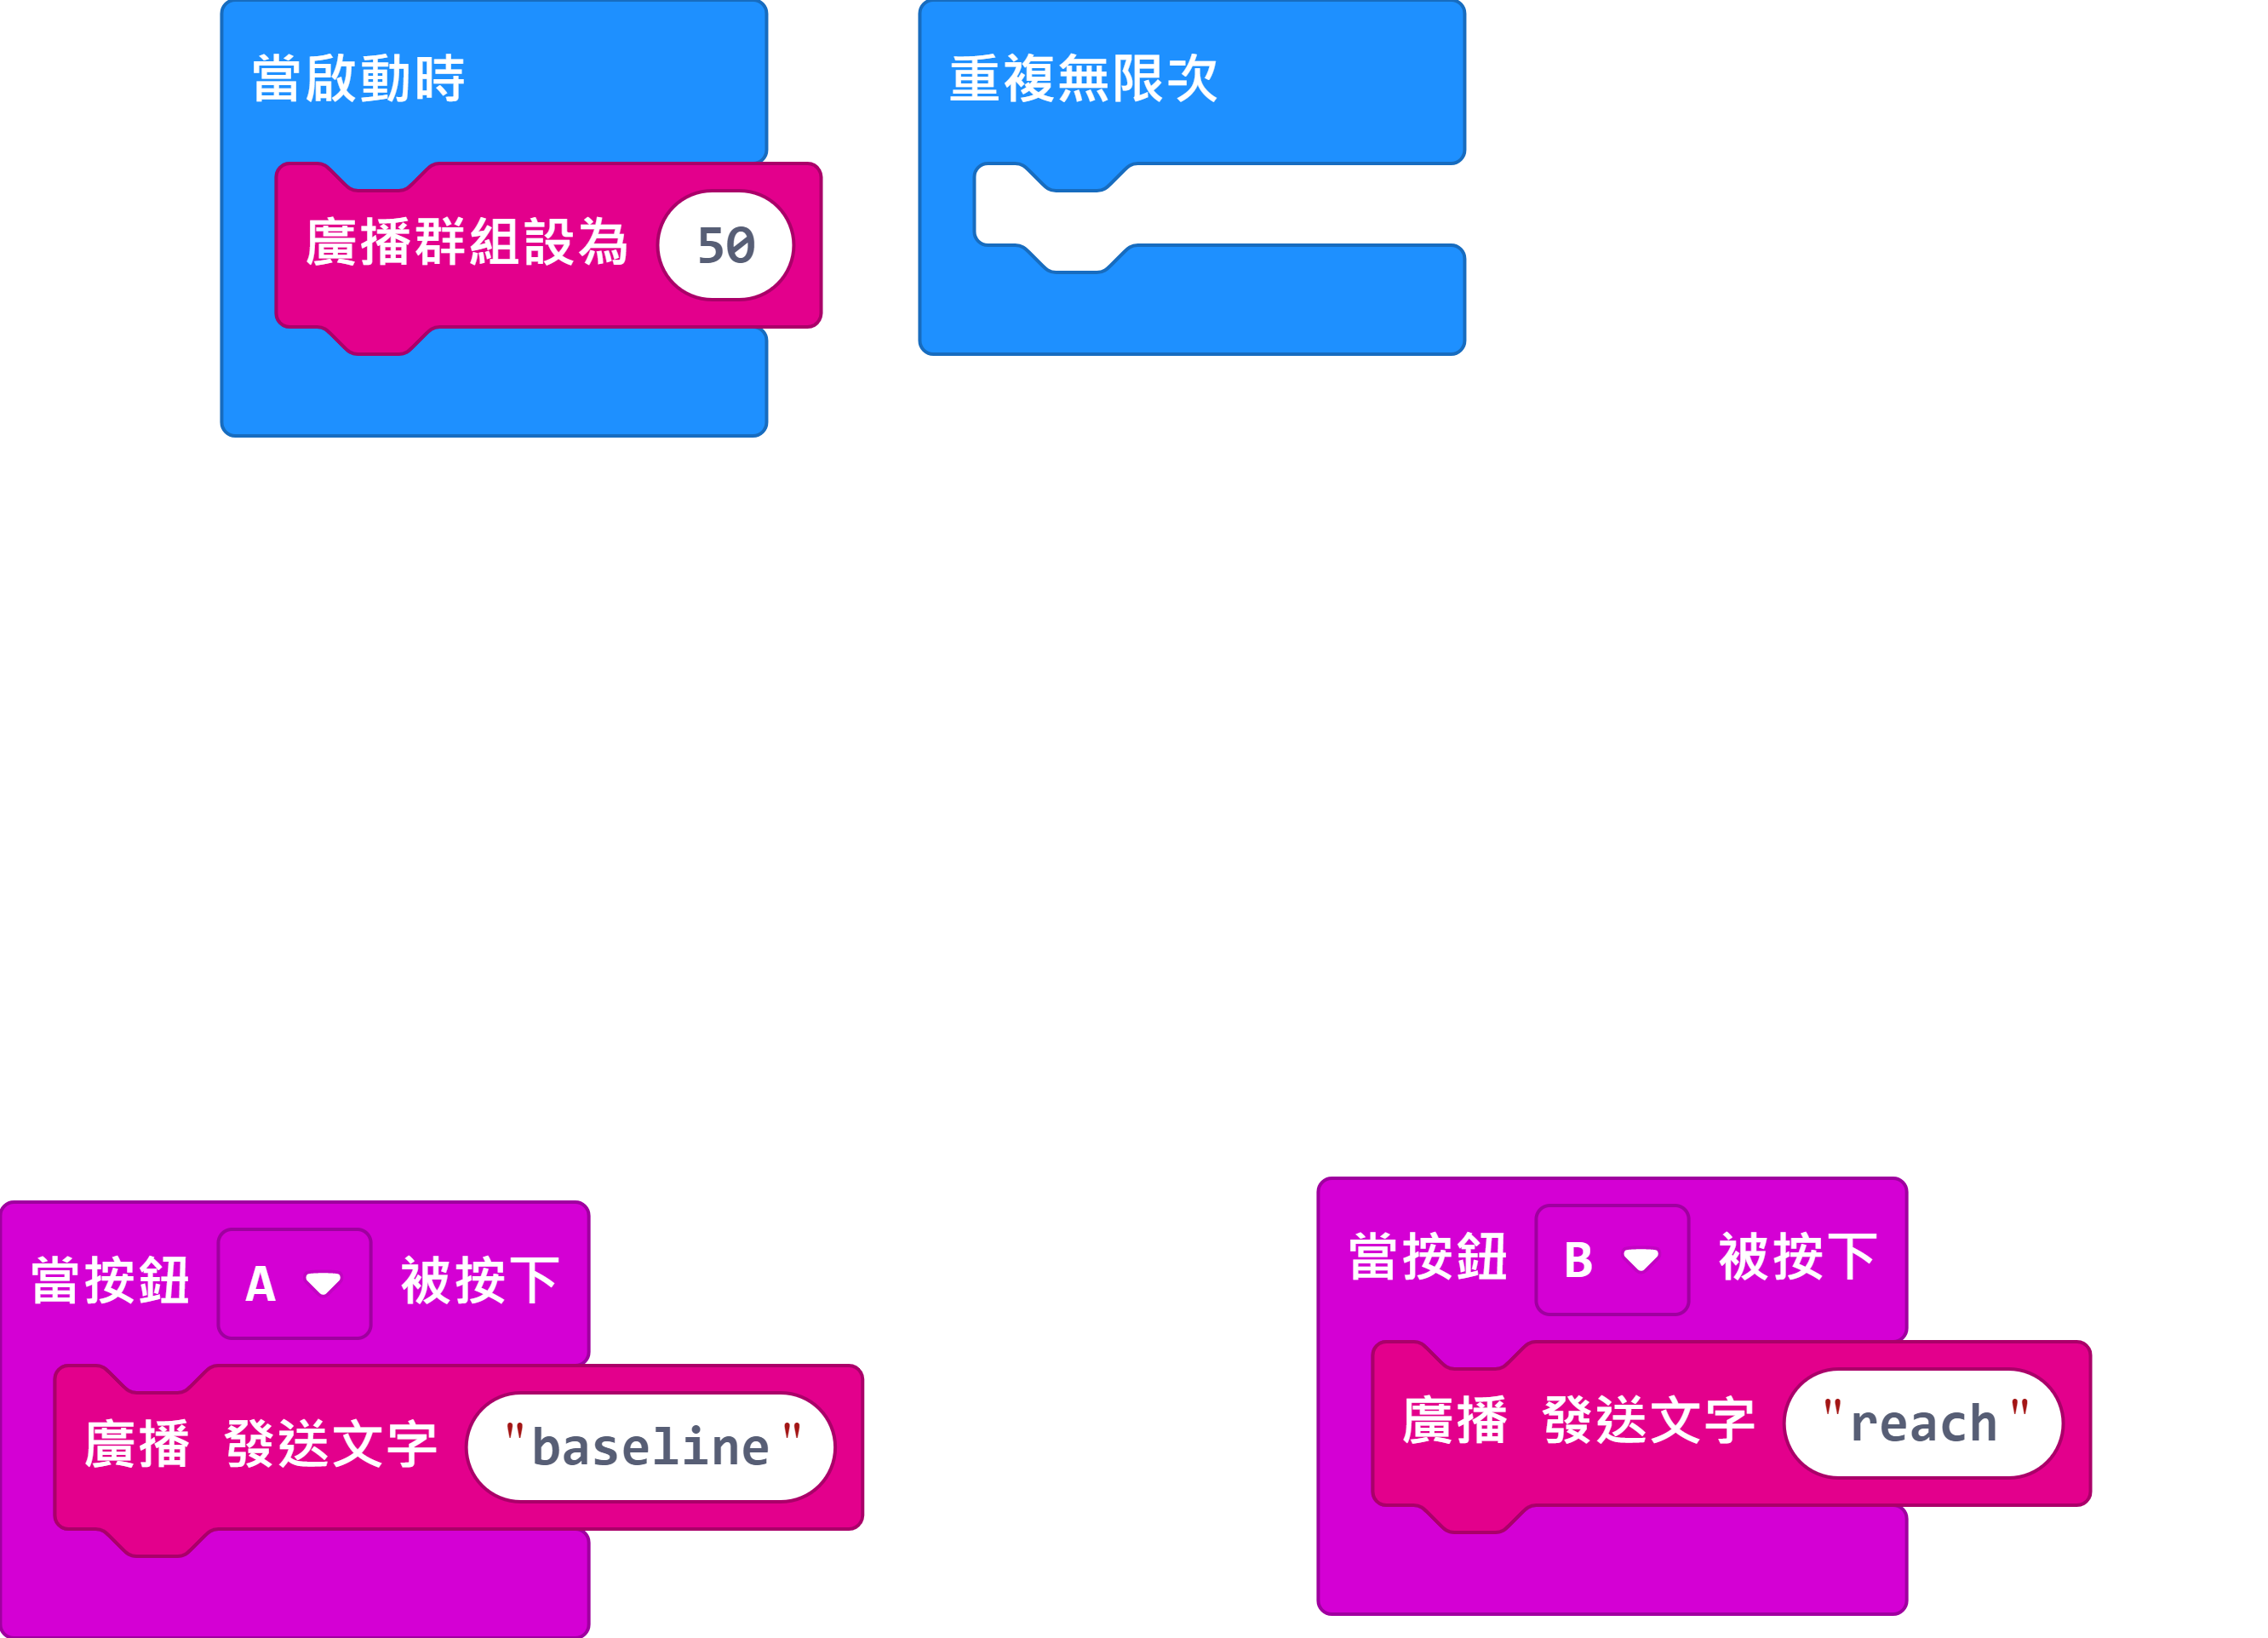 當啟動時
廣播群組設為 50
重複無限次
當按鈕 A 被按下
廣播 發送文字 "baseline"
當按鈕 B 被按下
廣播 發送文字 "reach"